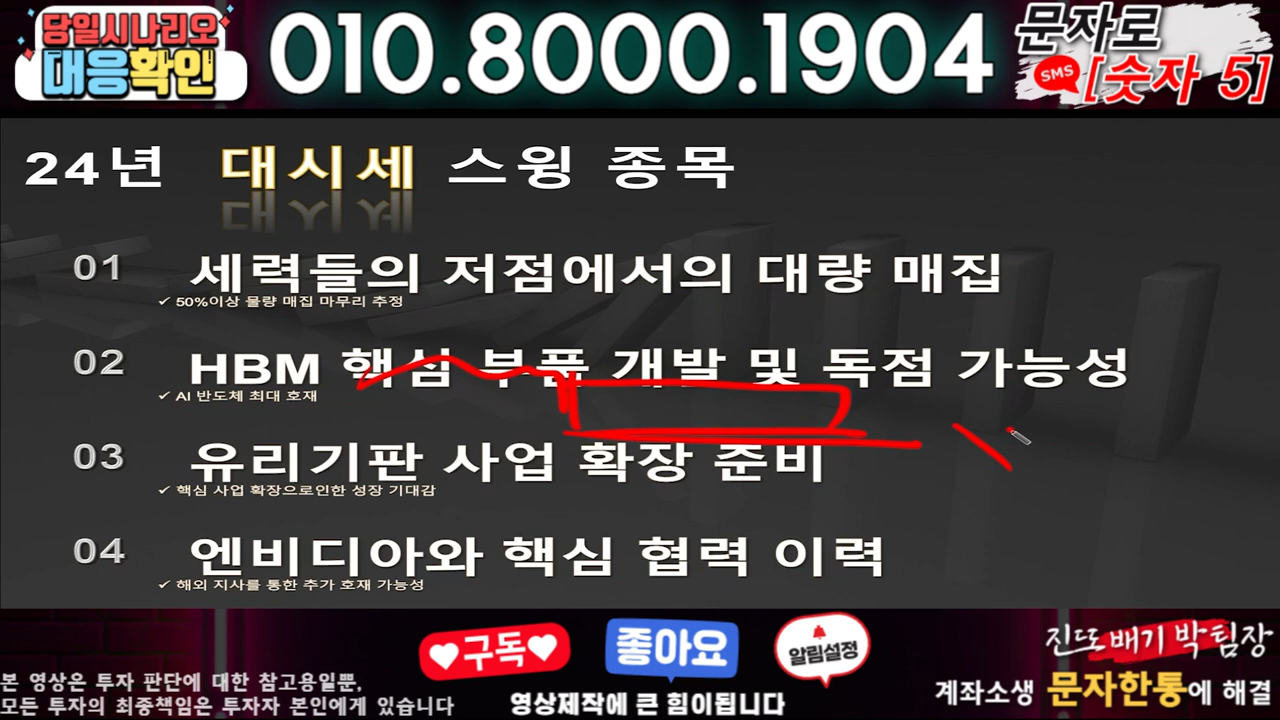 당일시나리오
대응확인
010.8000.1904
문자로
SMS [숫자 5]
24년 대시세 스윙 종목
01 세력들의 저점에서의 대량 매집
✓ 50%이상 물량 매집 마무리 추정
02 HBM 핵심 부품 개발 및 독점 가능성
✓ AI 반도체 최대 호재
03 유리기판 사업 확장 준비
✓ 핵심 사업 확장으로인한 성장 기대감
04 엔비디아와 핵심 협력 이력
✓ 해외 지사를 통한 추가 호재 가능성
구독
좋아요
알림설정
영상제작에 큰 힘이됩니다
본 영상은 투자 판단에 대한 참고용일뿐,
모든 투자의 최종책임은 투자자 본인에게 있습니다
진또배기 박팀장
계좌소생 문자한통에 해결